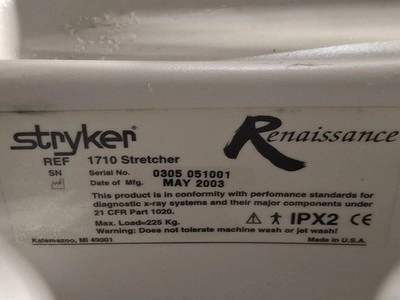 stryker Renaissance
REF 1710 Stretcher
SN Serial No. 0305 051001
Date of Mfg. MAY 2003
This product is in conformity with perfomance standards for
diagnostic x-ray systems and their major components under
21 CFR Part 1020.
IPX2 CE
Max. Load=225 Kg.
Warning: Does not tolerate machine wash or jet wash!
Kalamazoo, MI 49001 Made in U.S.A.